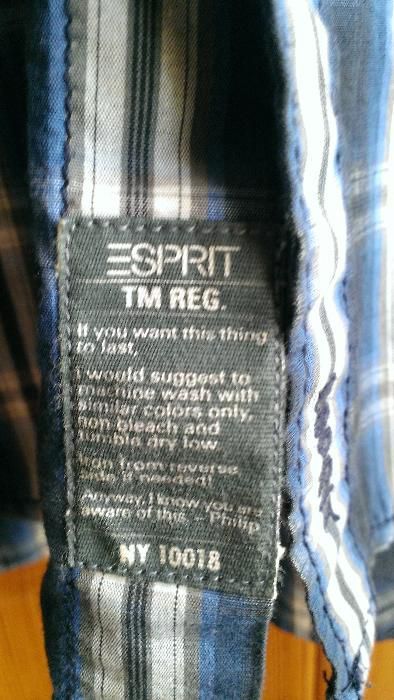 ESPRIT
TM REG.
If you want this thing
to last,
I would suggest to
machine wash with
similar colors only,
non bleach and
tumble dry low
Iron from reverse
side if needed!
Anyway, I know you are
aware of this. - Philip
NY 10018